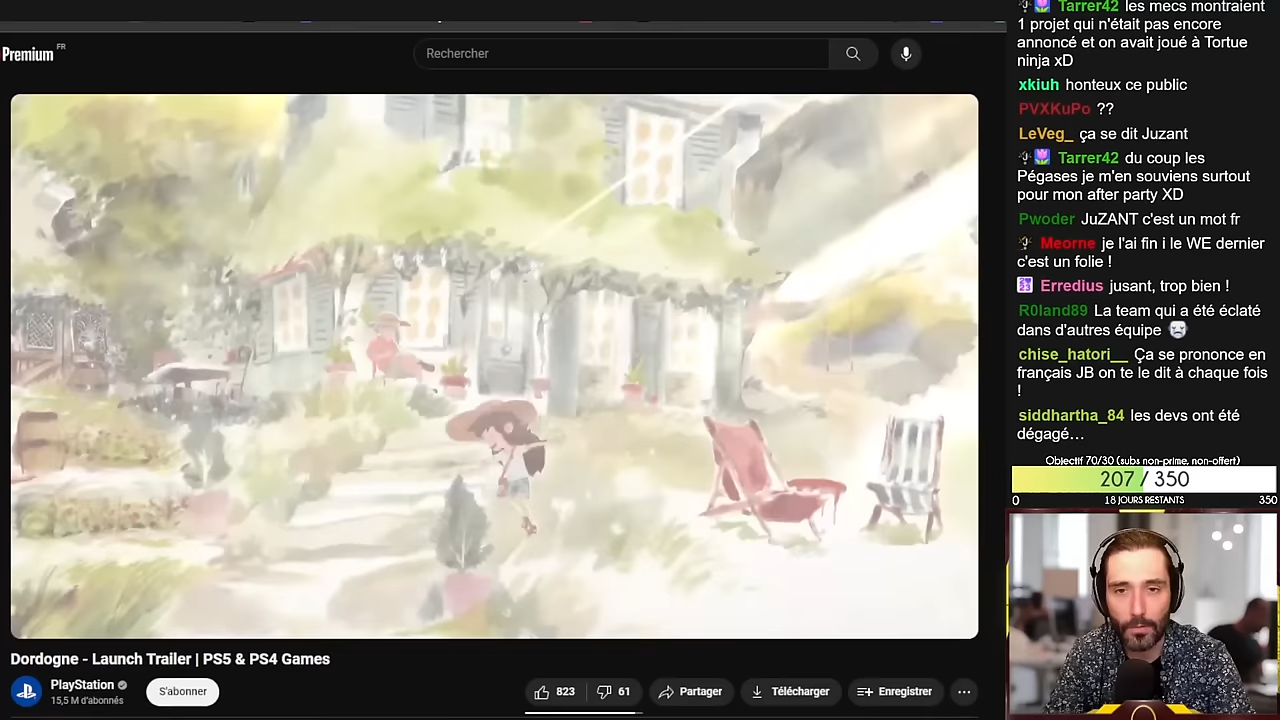 Premium FR
Rechercher
Dordogne - Launch Trailer | PS5 & PS4 Games
PlayStation
15,5 M d'abonnés
S'abonner
823
61
Partager
Télécharger
Enregistrer
Tarrer42 les mecs montraient
1 projet qui n'était pas encore
annoncé et on avait joué à Tortue
ninja xD
xkiuh honteux ce public
PVXKuPo ??
LeVeg_ ça se dit Juzant
Tarrer42 du coup les
Pégases je m'en souviens surtout
pour mon after party XD
Pwoder JuZANT c'est un mot fr
Meorne je l'ai fin i le WE dernier
c'est un folie !
Erredius jusant, trop bien !
R0land89 La team qui a été éclaté
dans d'autres équipe
chise_hatori__ Ça se prononce en
français JB on te le dit à chaque fois
!
siddhartha_84 les devs ont été
dégagé…
Objectif 70/30 (subs non-prime, non-offert)
207 / 350
0 18 JOURS RESTANTS 350